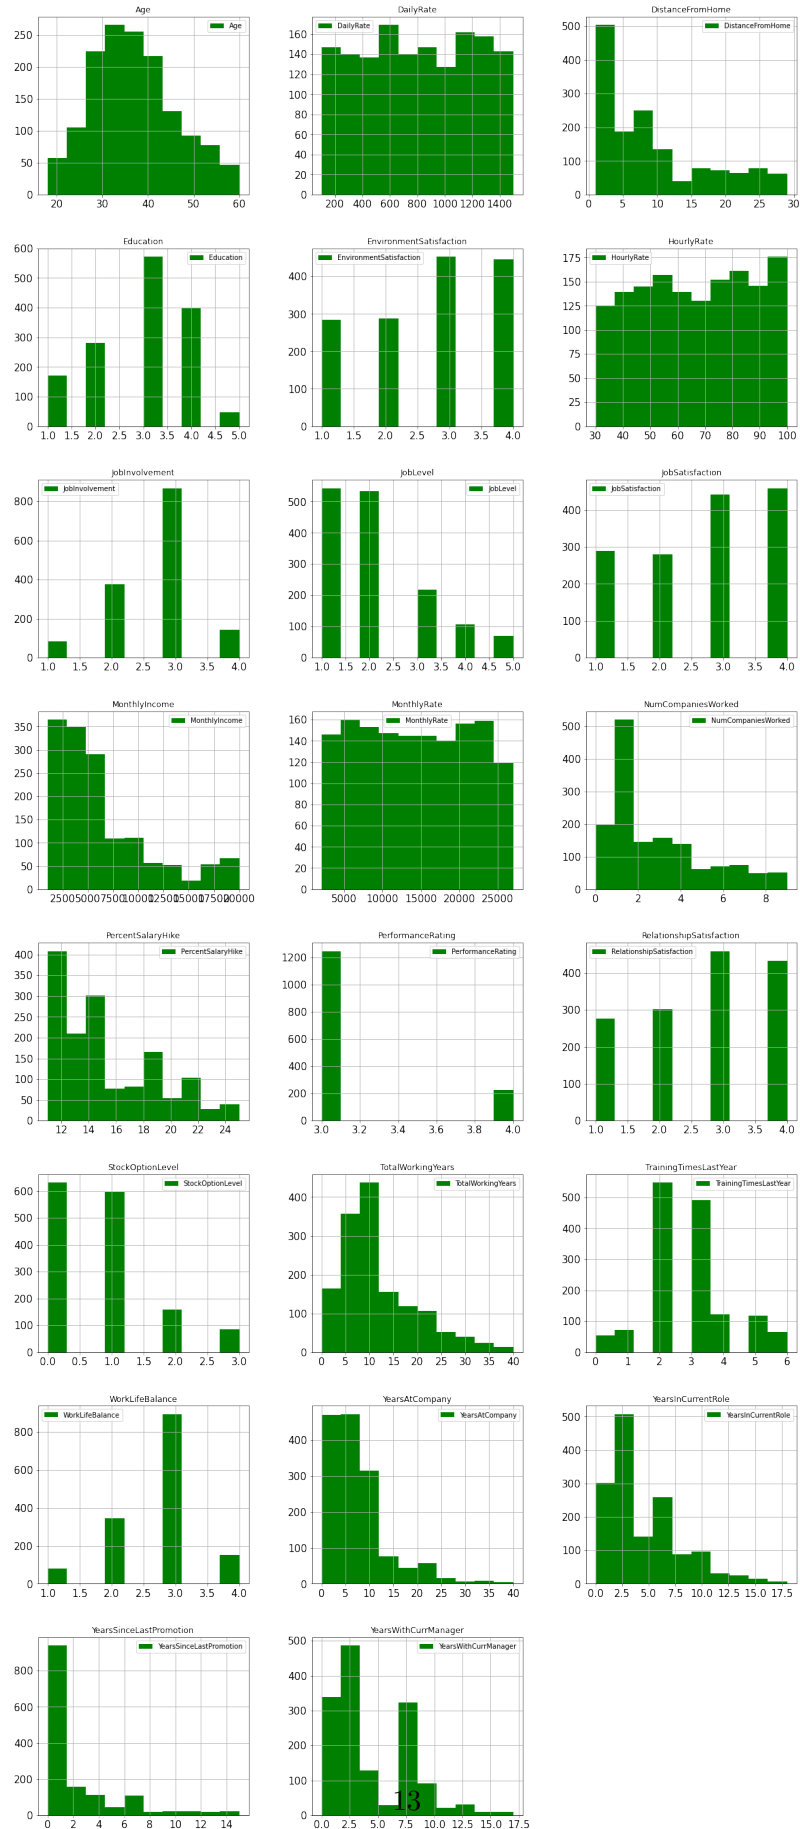 Age
Age
250
200
150
100
50
0
20 30 40 50 60
DailyRate
DailyRate
160
140
120
100
80
60
40
20
0
200 400 600 800 1000 1200 1400
DistanceFromHome
DistanceFromHome
500
400
300
200
100
0
0 5 10 15 20 25 30
Education
Education
600
500
400
300
200
100
0
1.0 1.5 2.0 2.5 3.0 3.5 4.0 4.5 5.0
EnvironmentSatisfaction
EnvironmentSatisfaction
400
300
200
100
0
1.0 1.5 2.0 2.5 3.0 3.5 4.0
HourlyRate
HourlyRate
175
150
125
100
75
50
25
0
30 40 50 60 70 80 90 100
JobInvolvement
JobInvolvement
800
600
400
200
0
1.0 1.5 2.0 2.5 3.0 3.5 4.0
JobLevel
JobLevel
500
400
300
200
100
0
1.0 1.5 2.0 2.5 3.0 3.5 4.0 4.5 5.0
JobSatisfaction
JobSatisfaction
400
300
200
100
0
1.0 1.5 2.0 2.5 3.0 3.5 4.0
MonthlyIncome
MonthlyIncome
350
300
250
200
150
100
50
0
2500 5000 7500 10000 12500 15000 17500 20000
MonthlyRate
MonthlyRate
160
140
120
100
80
60
40
20
0
5000 10000 15000 20000 25000
NumCompaniesWorked
NumCompaniesWorked
500
400
300
200
100
0
0 2 4 6 8
PercentSalaryHike
PercentSalaryHike
400
350
300
250
200
150
100
50
0
12 14 16 18 20 22 24
PerformanceRating
PerformanceRating
1200
1000
800
600
400
200
0
3.0 3.2 3.4 3.6 3.8 4.0
RelationshipSatisfaction
RelationshipSatisfaction
400
300
200
100
0
1.0 1.5 2.0 2.5 3.0 3.5 4.0
StockOptionLevel
StockOptionLevel
600
500
400
300
200
100
0
0.0 0.5 1.0 1.5 2.0 2.5 3.0
TotalWorkingYears
TotalWorkingYears
400
300
200
100
0
0 5 10 15 20 25 30 35 40
TrainingTimesLastYear
TrainingTimesLastYear
500
400
300
200
100
0
0 1 2 3 4 5 6
WorkLifeBalance
WorkLifeBalance
800
600
400
200
0
1.0 1.5 2.0 2.5 3.0 3.5 4.0
YearsAtCompany
YearsAtCompany
400
300
200
100
0
0 5 10 15 20 25 30 35 40
YearsInCurrentRole
YearsInCurrentRole
500
400
300
200
100
0
0.0 2.5 5.0 7.5 10.0 12.5 15.0 17.5
YearsSinceLastPromotion
YearsSinceLastPromotion
800
600
400
200
0
0 2 4 6 8 10 12 14
YearsWithCurrManager
YearsWithCurrManager
500
400
300
200
100
0
0.0 2.5 5.0 7.5 10.0 12.5 15.0 17.5
13